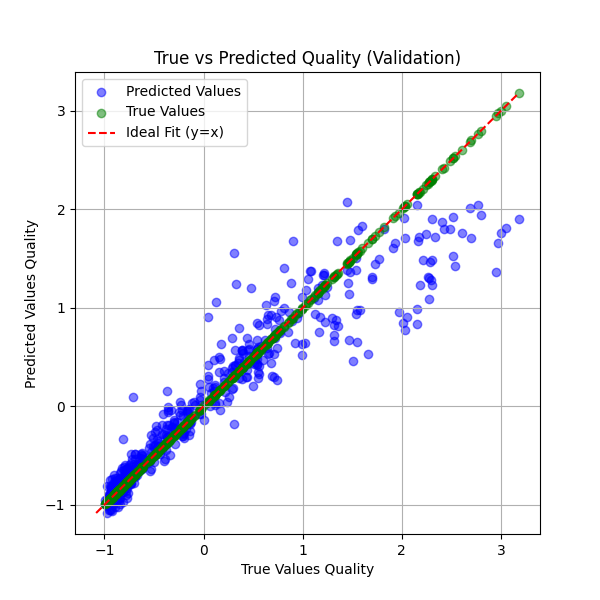 True vs Predicted Quality (Validation)
Predicted Values
True Values
Ideal Fit (y=x)
Predicted Values Quality
3
2
1
0
−1
−1 0 1 2 3
True Values Quality